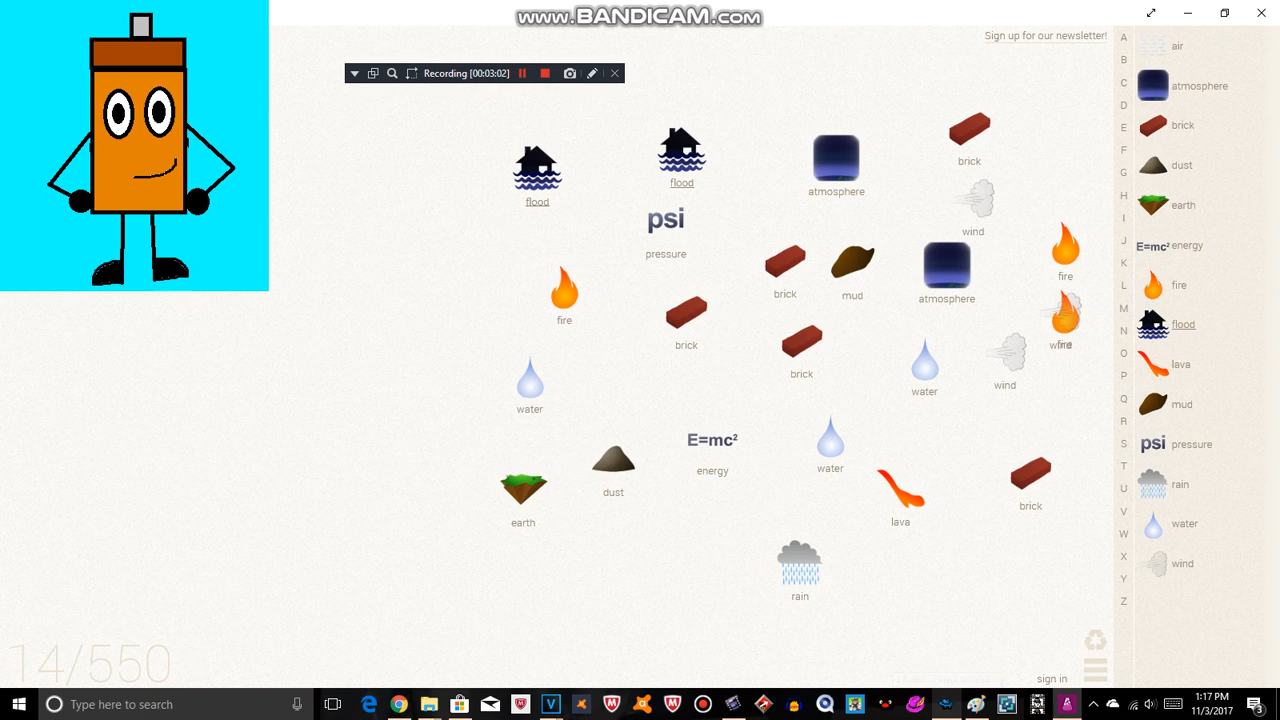 www.BANDICAM.com
Sign up for our newsletter!
Recording [00:03:02]
flood
flood
atmosphere
brick
wind
psi
pressure
brick
mud
atmosphere
fire
fire
brick
brick
water
wind
fire
water
E=mc²
energy
water
dust
earth
lava
brick
rain
14/550
sign in
A
B
C
D
E
F
G
H
I
J
K
L
M
N
O
P
Q
R
S
T
U
V
W
X
Y
Z
air
atmosphere
brick
dust
earth
E=mc² energy
fire
flood
lava
mud
psi pressure
rain
water
wind
Type here to search
1:17 PM
11/3/2017